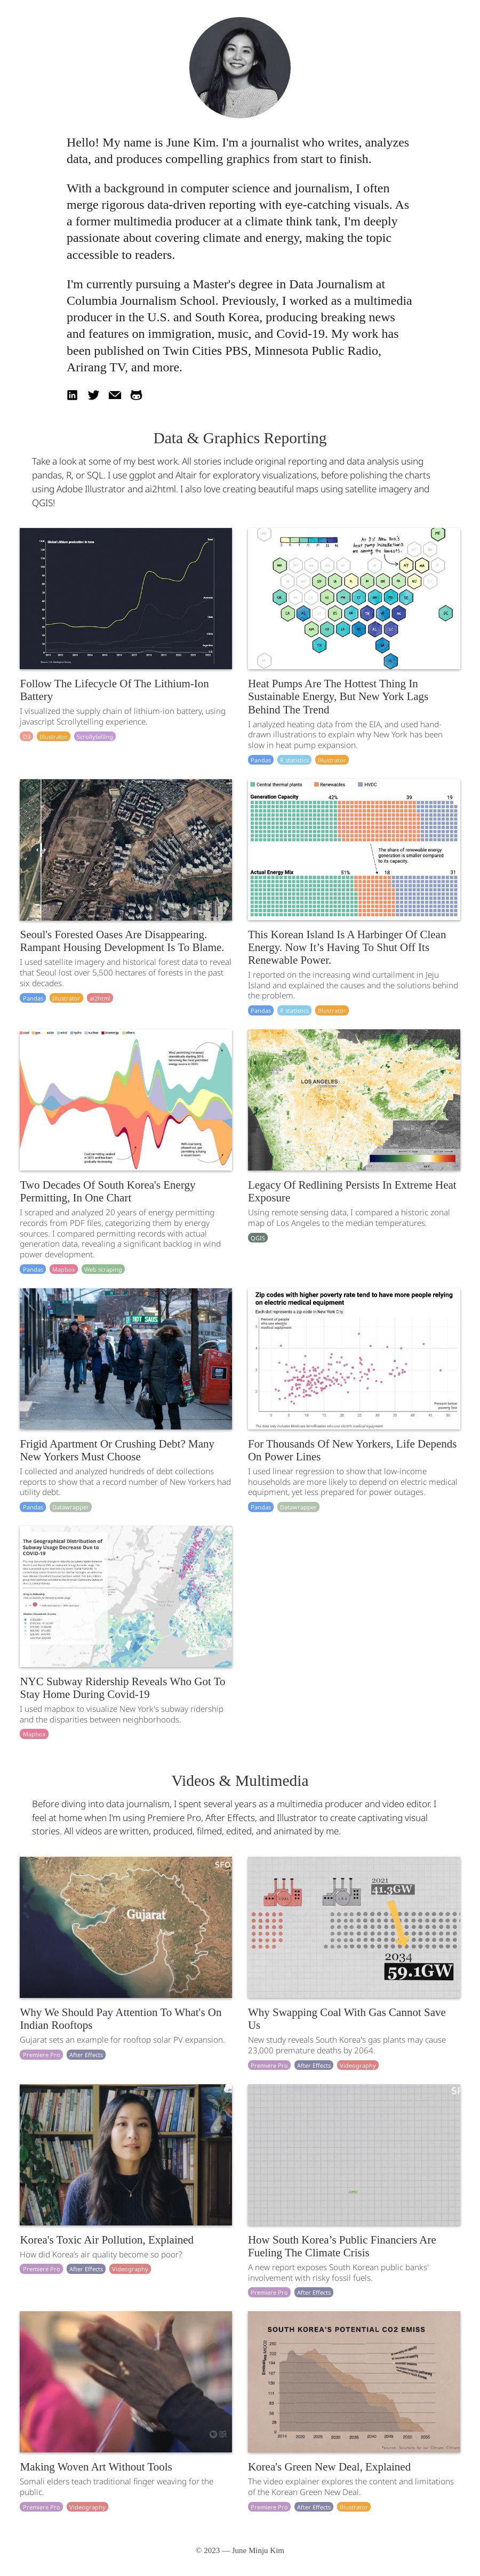 Hello! My name is June Kim. I'm a journalist who writes, analyzes
data, and produces compelling graphics from start to finish.
With a background in computer science and journalism, I often
merge rigorous data-driven reporting with eye-catching visuals. As
a former multimedia producer at a climate think tank, I'm deeply
passionate about covering climate and energy, making the topic
accessible to readers.
I'm currently pursuing a Master's degree in Data Journalism at
Columbia Journalism School. Previously, I worked as a multimedia
producer in the U.S. and South Korea, producing breaking news
and features on immigration, music, and Covid-19. My work has
been published on Twin Cities PBS, Minnesota Public Radio,
Arirang TV, and more.
Data & Graphics Reporting
Take a look at some of my best work. All stories include original reporting and data analysis using
pandas, R, or SQL. I use ggplot and Altair for exploratory visualizations, before polishing the charts
using Adobe Illustrator and ai2html. I also love creating beautiful maps using satellite imagery and
QGIS!
Global Lithium production in tons
Follow The Lifecycle Of The Lithium-Ion
Battery
I visualized the supply chain of lithium-ion battery, using
javascript Scrollytelling experience.
D3 Illustrator Scrollytelling
Heat Pumps Are The Hottest Thing In
Sustainable Energy, But New York Lags
Behind The Trend
I analyzed heating data from the EIA, and used hand-
drawn illustrations to explain why New York has been
slow in heat pump expansion.
Pandas R statistics Illustrator
Seoul's Forested Oases Are Disappearing.
Rampant Housing Development Is To Blame.
I used satellite imagery and historical forest data to reveal
that Seoul lost over 5,500 hectares of forests in the past
six decades.
Pandas Illustrator ai2html
Central thermal plants Renewables HVEC
Generation Capacity 42% 39 19
The share of renewable energy
generation is smaller compared
to its capacity.
Actual Energy Mix 51% 18 31
This Korean Island Is A Harbinger Of Clean
Energy. Now It’s Having To Shut Off Its
Renewable Power.
I reported on the increasing wind curtailment in Jeju
Island and explained the causes and the solutions behind
the problem.
Pandas R statistics Illustrator
Two Decades Of South Korea's Energy
Permitting, In One Chart
I scraped and analyzed 20 years of energy permitting
records from PDF files, categorizing them by energy
sources. I compared permitting records with actual
generation data, revealing a significant backlog in wind
power development.
Pandas Mapbox Web scraping
LOS ANGELES
Legacy Of Redlining Persists In Extreme Heat
Exposure
Using remote sensing data, I compared a historic zonal
map of Los Angeles to the median temperatures.
QGIS
Frigid Apartment Or Crushing Debt? Many
New Yorkers Must Choose
I collected and analyzed hundreds of debt collections
reports to show that a record number of New Yorkers had
utility debt.
Pandas Datawrapper
Zip codes with higher poverty rate tend to have more people relying
on electric medical equipment
Each dot represents a zip code in New York City.
Percent of people
who use electric
medical equipment
Percent below
poverty line
For Thousands Of New Yorkers, Life Depends
On Power Lines
I used linear regression to show that low-income
households are more likely to depend on electric medical
equipment, yet less prepared for power outages.
Pandas Datawrapper
The Geographical Distribution of
Subway Usage Decrease Due to
COVID-19
NYC Subway Ridership Reveals Who Got To
Stay Home During Covid-19
I used mapbox to visualize New York's subway ridership
and the disparities between neighborhoods.
Mapbox
Videos & Multimedia
Before diving into data journalism, I spent several years as a multimedia producer and video editor. I
feel at home when I'm using Premiere Pro, After Effects, and Illustrator to create captivating visual
stories. All videos are written, produced, filmed, edited, and animated by me.
Gujarat
Why We Should Pay Attention To What's On
Indian Rooftops
Gujarat sets an example for rooftop solar PV expansion.
Premiere Pro After Effects
2021
41.3GW
2034
59.1GW
Why Swapping Coal With Gas Cannot Save
Us
New study reveals South Korea's gas plants may cause
23,000 premature deaths by 2064.
Premiere Pro After Effects Videography
Korea's Toxic Air Pollution, Explained
How did Korea's air quality become so poor?
Premiere Pro After Effects Videography
How South Korea’s Public Financiers Are
Fueling The Climate Crisis
A new report exposes South Korean public banks'
involvement with risky fossil fuels.
Premiere Pro After Effects
Making Woven Art Without Tools
Somali elders teach traditional finger weaving for the
public.
Premiere Pro Videography
SOUTH KOREA'S POTENTIAL CO2 EMISS
Korea's Green New Deal, Explained
The video explainer explores the content and limitations
of the Korean Green New Deal.
Premiere Pro After Effects Illustrator
© 2023 — June Minju Kim